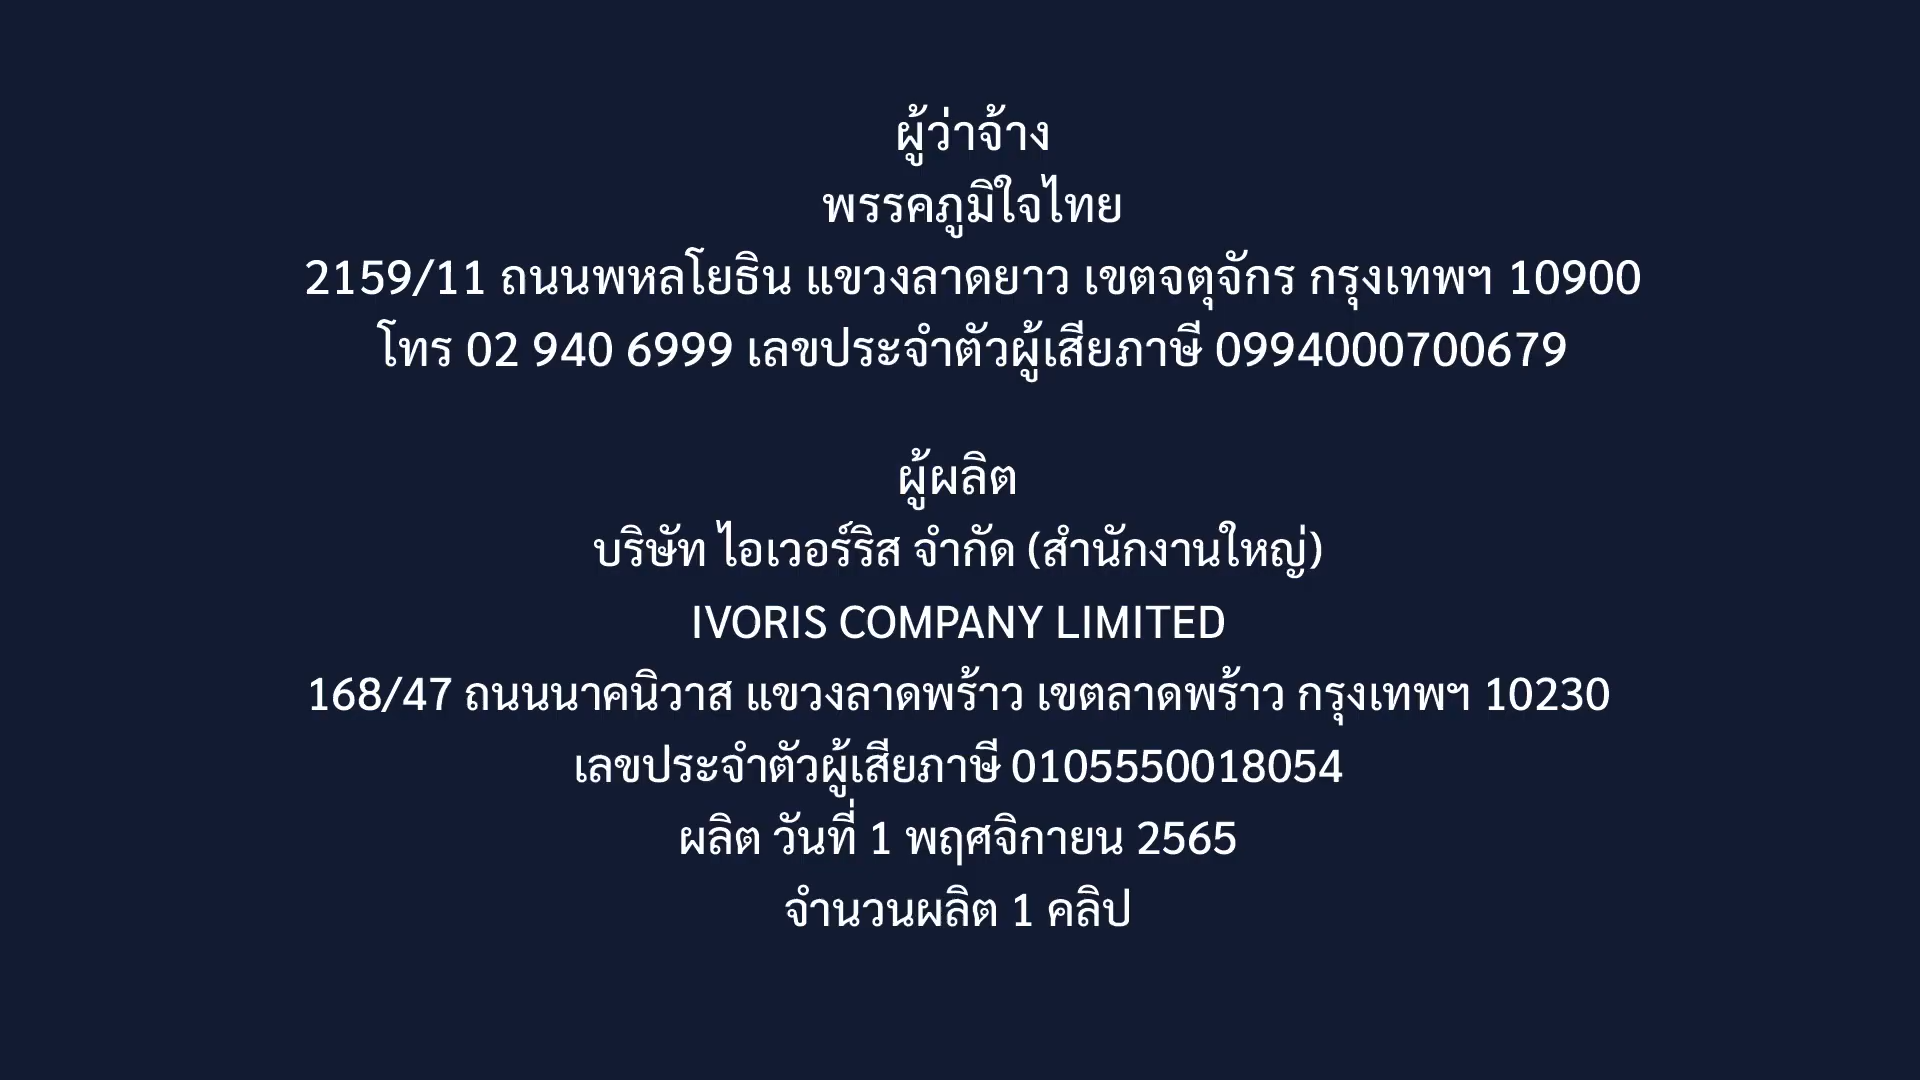 ผู้ว่าจ้าง
พรรคภูมิใจไทย
2159/11 ถนนพหลโยธิน แขวงลาดยาว เขตจตุจักร กรุงเทพฯ 10900
โทร 02 940 6999 เลขประจำตัวผู้เสียภาษี 0994000700679
ผู้ผลิต
บริษัท ไอเวอร์ริส จำกัด (สำนักงานใหญ่)
IVORIS COMPANY LIMITED
168/47 ถนนนาคนิวาส แขวงลาดพร้าว เขตลาดพร้าว กรุงเทพฯ 10230
เลขประจำตัวผู้เสียภาษี 0105550018054
ผลิต วันที่ 1 พฤศจิกายน 2565
จำนวนผลิต 1 คลิป